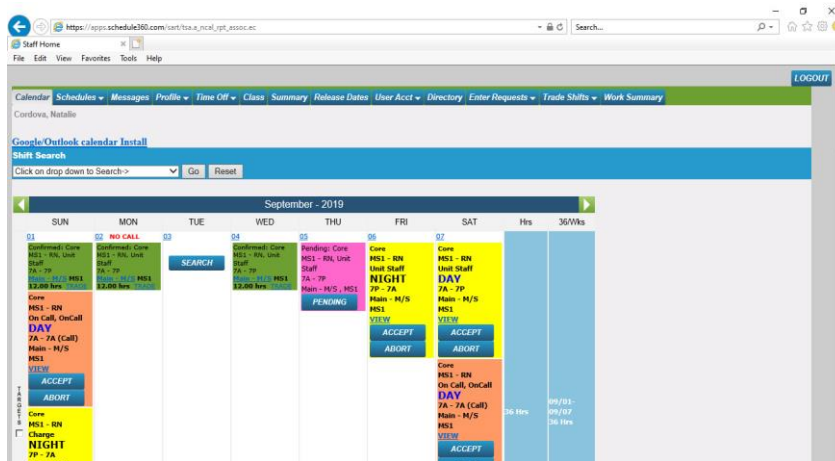 https://apps.schedule360.com/sart/tsa.a_ncal_rpt_assoc.ec
Search...
Staff Home
File Edit View Favorites Tools Help
LOGOUT
Calendar Schedules Messages Profile Time Off Class Summary Release Dates User Acct Directory Enter Requests Trade Shifts Work Summary
Cordova, Natalie
Google/Outlook calendar Install
Shift Search
Click on drop down to Search-> Go Reset
September - 2019
SUN MON TUE WED THU FRI SAT Hrs 36/Wks
01
Confirmed: Core
MS1 - RN, Unit
Staff
7A - 7P
Main - M/S MS1
12.00 hrs TRADE
Core
MS1 - RN
On Call, OnCall
DAY
7A - 7A (Call)
Main - M/S
MS1
VIEW
ACCEPT
ABORT
Core
MS1 - RN
Charge
NIGHT
7P - 7A
02 NO CALL
Confirmed: Core
MS1 - RN, Unit
Staff
7A - 7P
Main - M/S MS1
12.00 hrs TRADE
03
SEARCH
04
Confirmed: Core
MS1 - RN, Unit
Staff
7A - 7P
Main - M/S MS1
12.00 hrs TRADE
05
Pending: Core
MS1 - RN, Unit
Staff
7A - 7P
Main - M/S , MS1
PENDING
06
Core
MS1 - RN
Unit Staff
NIGHT
7P - 7A
Main - M/S
MS1
VIEW
ACCEPT
ABORT
07
Core
MS1 - RN
Unit Staff
DAY
7A - 7P
Main - M/S
MS1
VIEW
ACCEPT
ABORT
Core
MS1 - RN
On Call, OnCall
DAY
7A - 7A (Call)
Main - M/S
MS1
VIEW
ACCEPT
36 Hrs
09/01-
09/07
36 Hrs
TARGETS